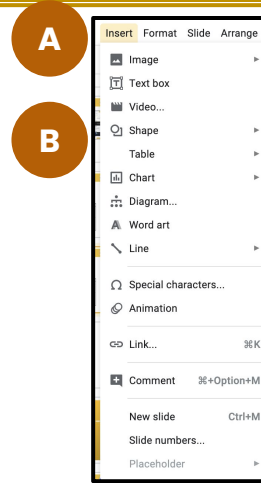 A
Insert Format Slide Arrange
Image
Text box
Video...
B
Shape
Table
Chart
Diagram...
Word art
Line
Special characters...
Animation
Link... ⌘K
Comment ⌘+Option+M
New slide Ctrl+M
Slide numbers...
Placeholder